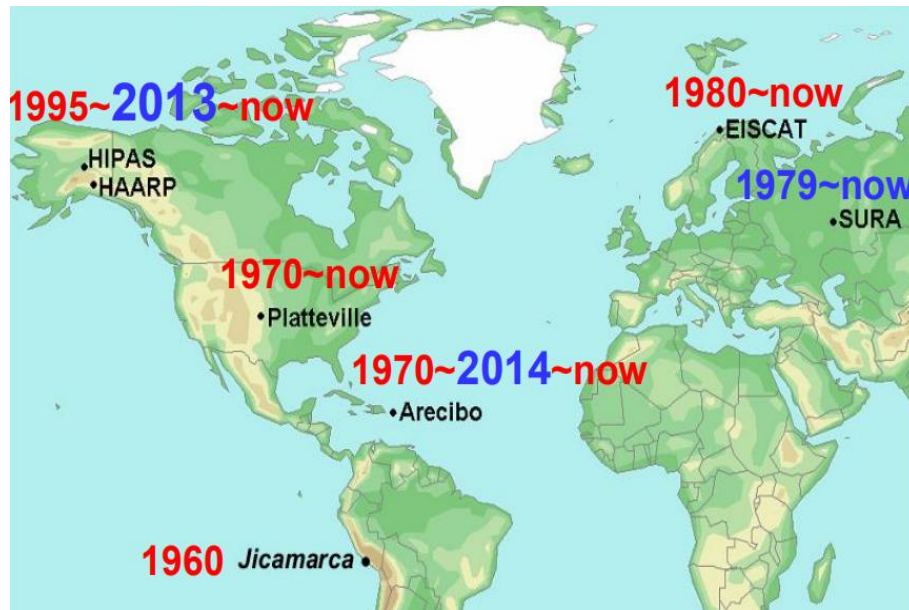 1995~2013~now
HIPAS
HAARP
1980~now
EISCAT
1979~now
SURA
1970~now
Platteville
1970~2014~now
Arecibo
1960 Jicamarca